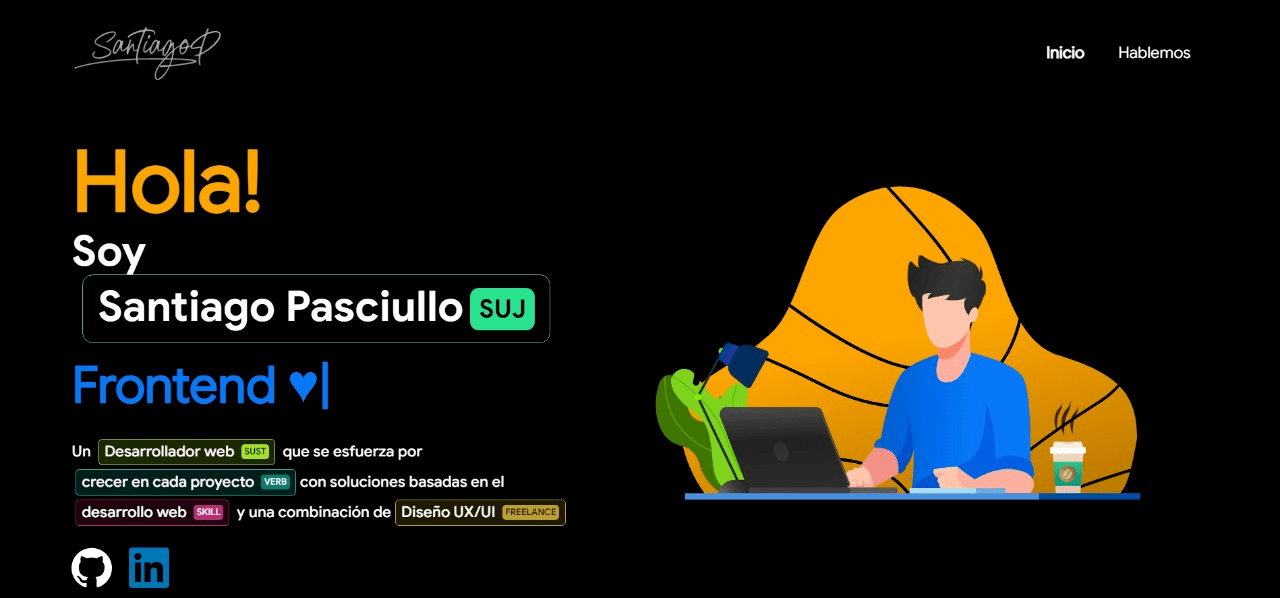 SantiagoP
Inicio
Hablemos
Hola!
Soy
Santiago Pasciullo SUJ
Frontend ♥|
Un Desarrollador web SUST que se esfuerza por
crecer en cada proyecto VERB con soluciones basadas en el
desarrollo web SKILL y una combinación de Diseño UX/UI FREELANCE
in